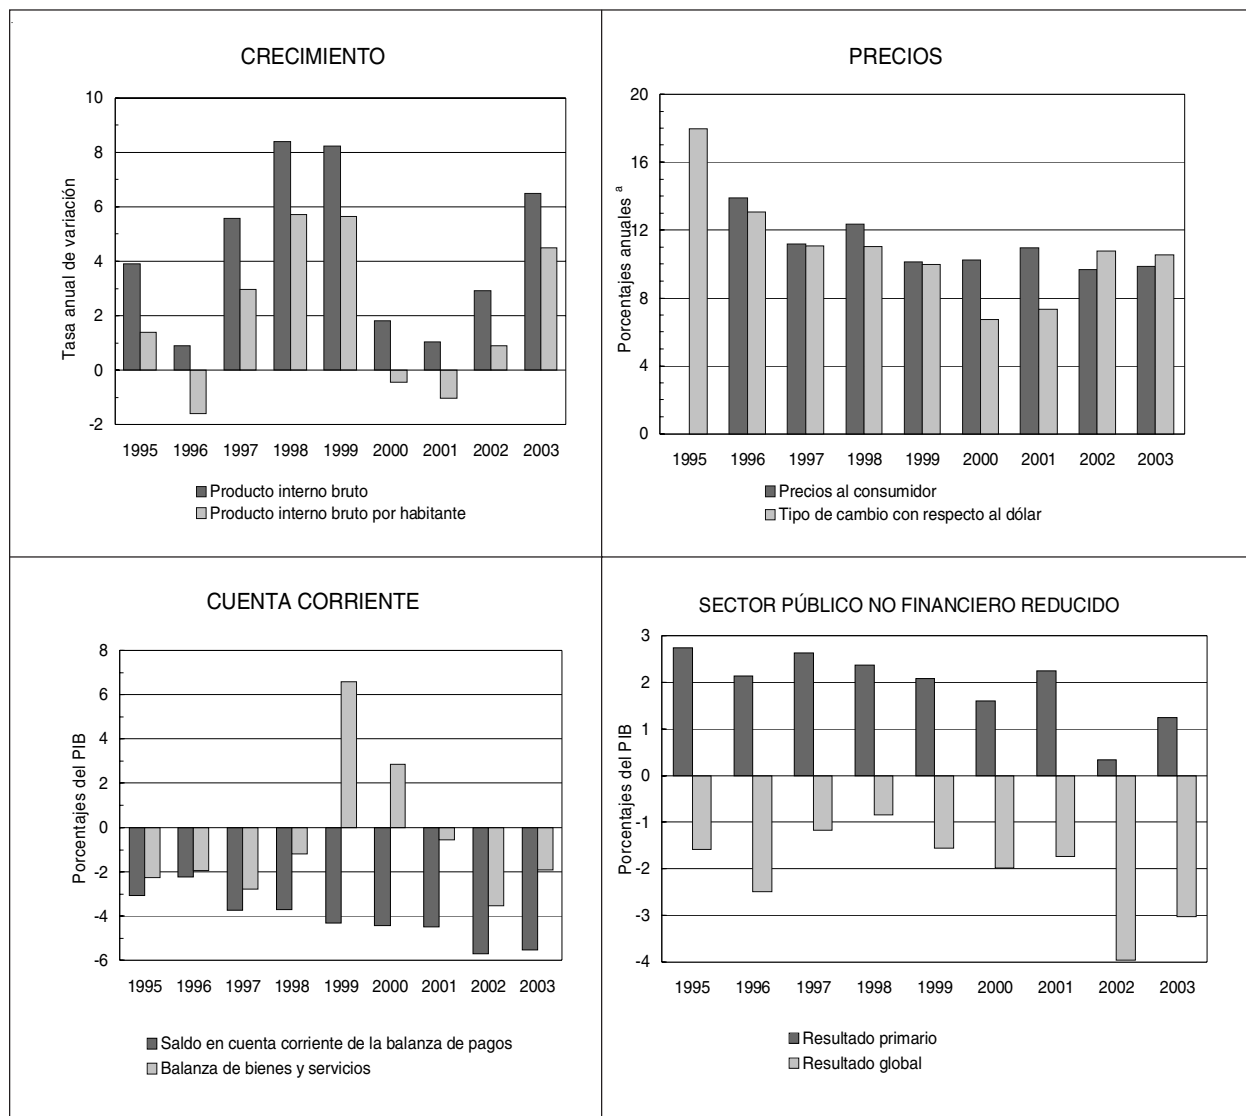 CRECIMIENTO
Tasa anual de variación
10
8
6
4
2
0
-2
1995 1996 1997 1998 1999 2000 2001 2002 2003
Producto interno bruto
Producto interno bruto por habitante
PRECIOS
Porcentajes anuales a
20
16
12
8
4
0
1995 1996 1997 1998 1999 2000 2001 2002 2003
Precios al consumidor
Tipo de cambio con respecto al dólar
CUENTA CORRIENTE
Porcentajes del PIB
8
6
4
2
0
-2
-4
-6
1995 1996 1997 1998 1999 2000 2001 2002 2003
Saldo en cuenta corriente de la balanza de pagos
Balanza de bienes y servicios
SECTOR PÚBLICO NO FINANCIERO REDUCIDO
Porcentajes del PIB
3
2
1
0
-1
-2
-3
-4
1995 1996 1997 1998 1999 2000 2001 2002 2003
Resultado primario
Resultado global